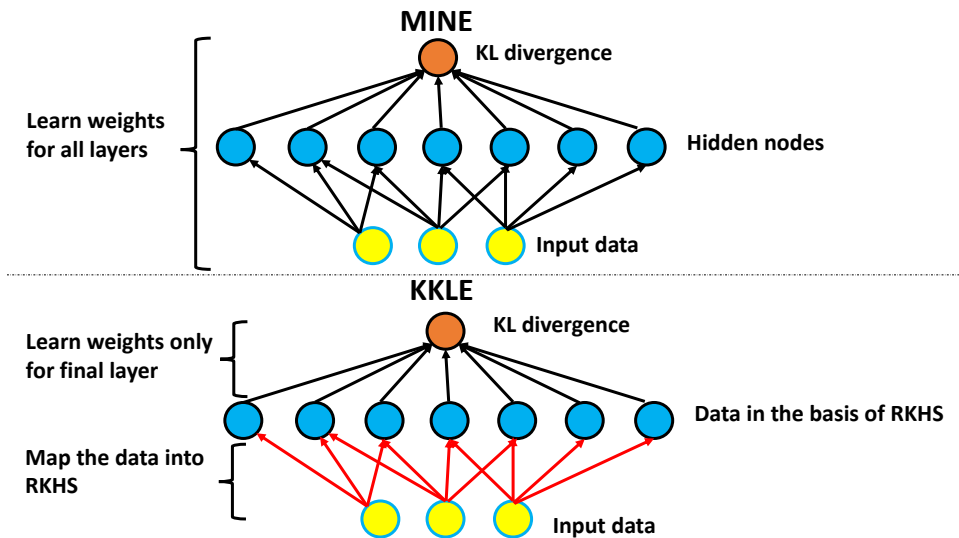 MINE
KL divergence
Learn weights
for all layers
Hidden nodes
Input data
KKLE
KL divergence
Learn weights only
for final layer
Data in the basis of RKHS
Map the data into
RKHS
Input data